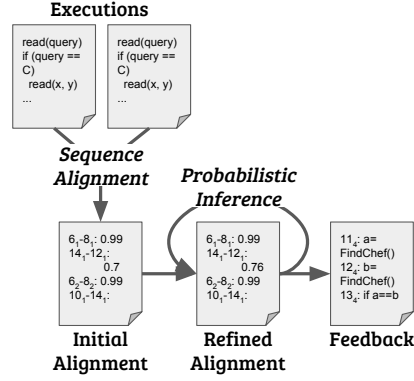 Executions
read(query)
if (query ==
C)
read(x, y)
...
read(query)
if (query ==
C)
read(x, y)
...
Sequence
Alignment
Probabilistic
Inference
6₁-8₁: 0.99
14₁-12₁:
0.7
6₂-8₂: 0.99
10₁-14₁:
Initial
Alignment
6₁-8₁: 0.99
14₁-12₁:
0.76
6₂-8₂: 0.99
10₁-14₁:
Refined
Alignment
11₄: a=
FindChef()
12₄: b=
FindChef()
13₄: if a==b
Feedback